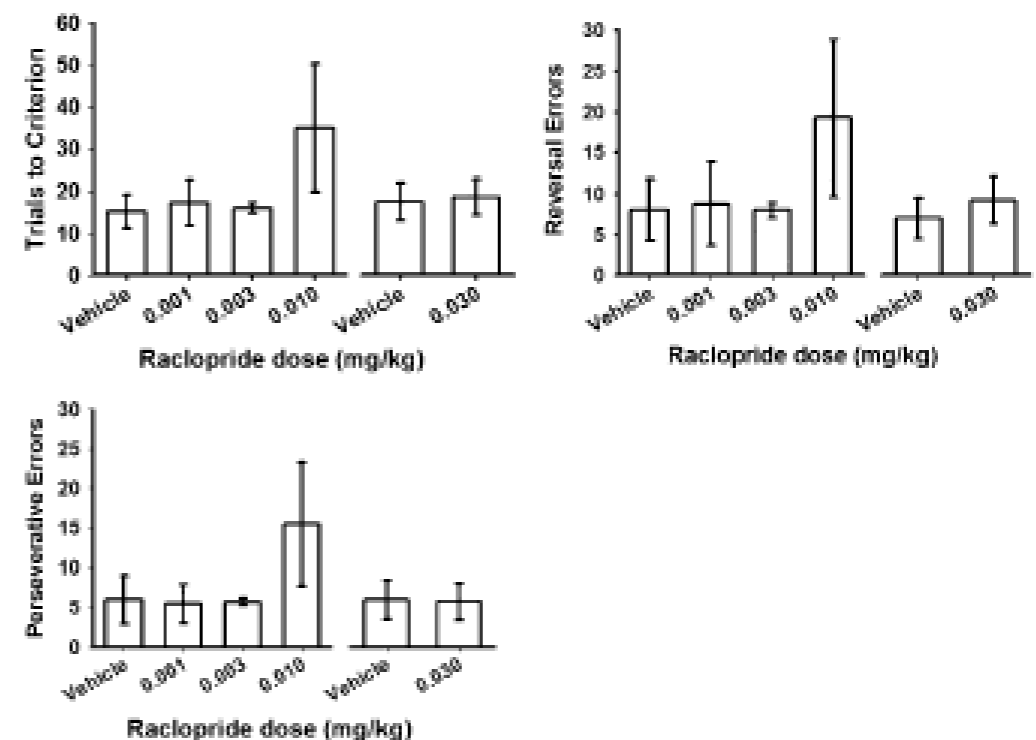 Trials to Criterion
60
50
40
30
20
10
0
Vehicle 0.001 0.003 0.010 Vehicle 0.030
Raclopride dose (mg/kg)
Reversal Errors
30
25
20
15
10
5
0
Vehicle 0.001 0.003 0.010 Vehicle 0.030
Raclopride dose (mg/kg)
Perseverative Errors
30
25
20
15
10
5
0
Vehicle 0.001 0.003 0.010 Vehicle 0.030
Raclopride dose (mg/kg)